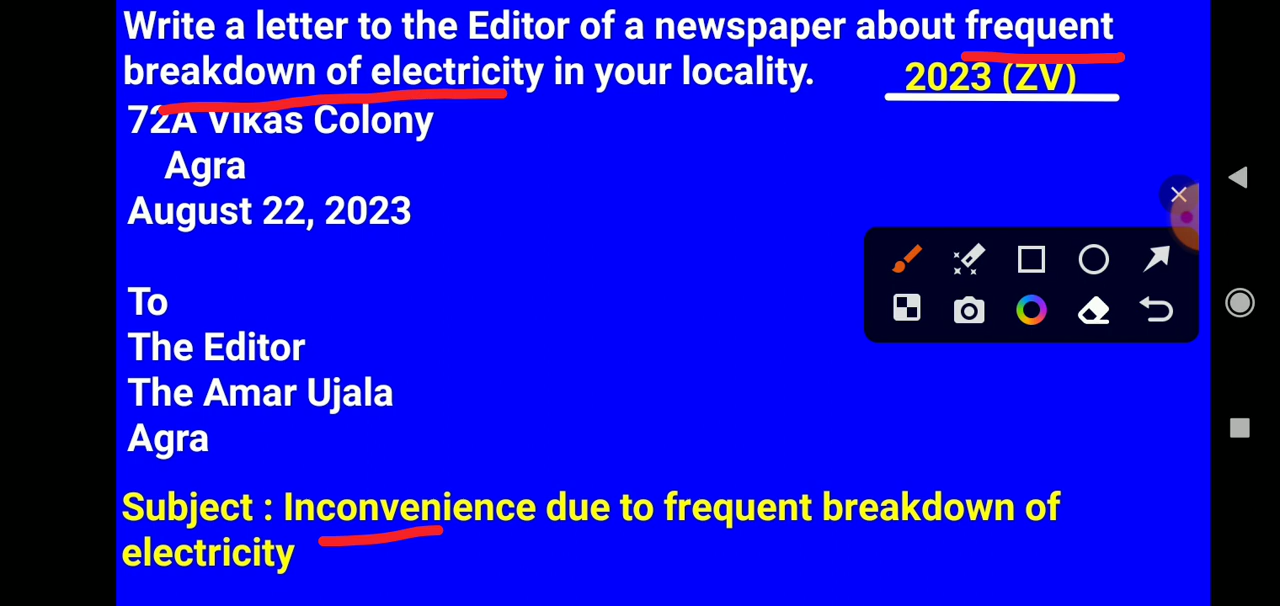 Write a letter to the Editor of a newspaper about frequent
breakdown of electricity in your locality. 2023 (ZV)
72A Vikas Colony
Agra
August 22, 2023
To
The Editor
The Amar Ujala
Agra
Subject : Inconvenience due to frequent breakdown of
electricity